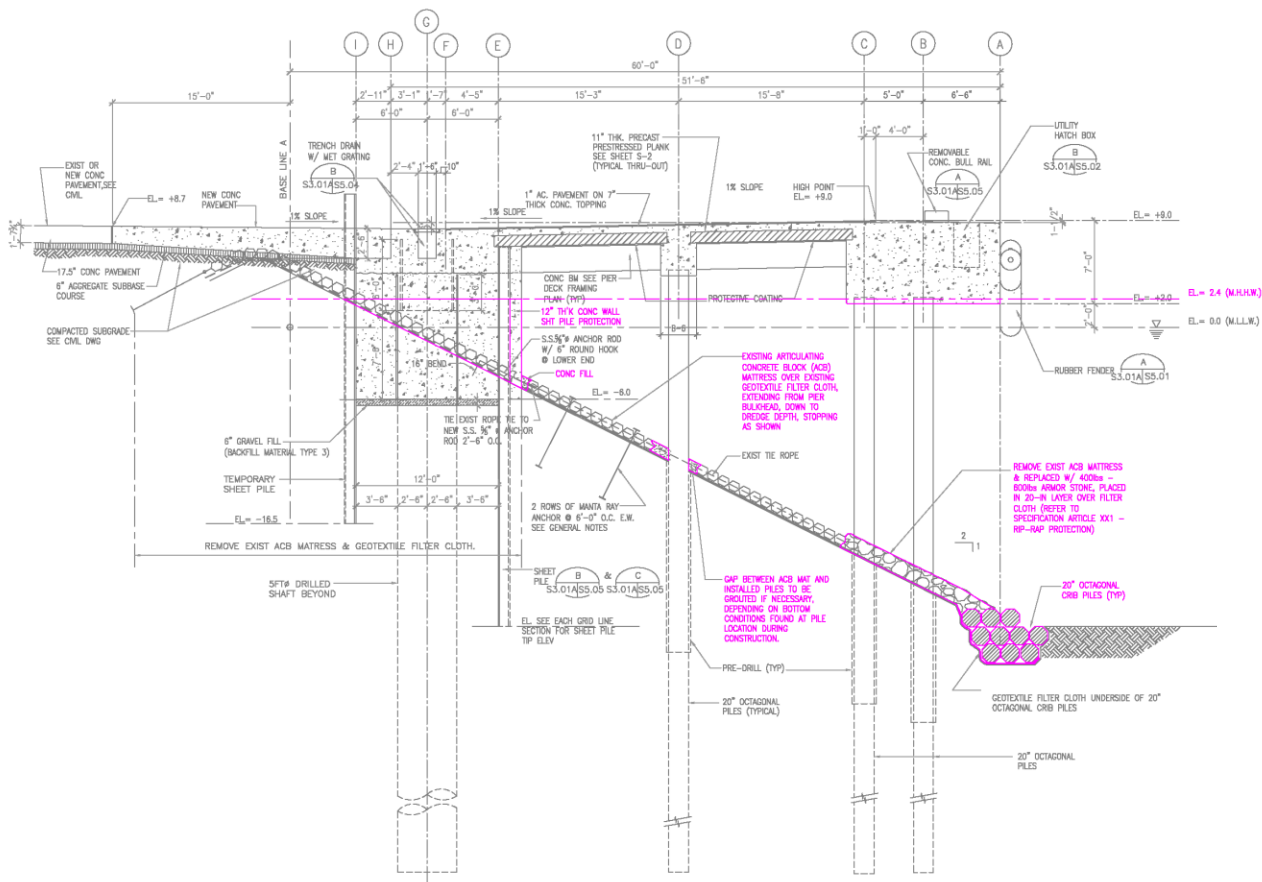 G
I
H
F
E
D
C
B
A
60'-0"
51'-6"
15'-0"
2'-11"
3'-1"
1'-7"
4'-5"
15'-3"
15'-8"
5'-0"
6'-6"
6'-0"
6'-0"
1'-0"
4'-0"
BASE LINE A
TRENCH DRAIN
W/ MET GRATING
B
S3.01A S5.04
2'-4"
1'-6"
10"
11" THK. PRECAST
PRESTRESSED PLANK
SEE SHEET S-2
(TYPICAL THRU-OUT)
REMOVABLE
CONC. BULL RAIL
A
S3.01A S5.05
UTILITY
HATCH BOX
B
S3.01A S5.02
EXIST OR
NEW CONC
PAVEMENT,SEE
CIVIL
EL= +8.7
NEW CONC
PAVEMENT
1% SLOPE
1% SLOPE
1" AC. PAVEMENT ON 7"
THICK CONC. TOPPING
1% SLOPE
HIGH POINT
EL= +9.0
1-1/2"
EL= +9.0
7'-0"
17.5" CONC PAVEMENT
6" AGGREGATE SUBBASE
COURSE
CONC BM SEE PIER
DECK FRAMING
PLAN (TYP)
PROTECTIVE COATING
EL= +2.0
EL= 2.4 (M.H.H.W.)
2'-0"
EL= 0.0 (M.L.L.W.)
12" TH'K CONC WALL
SHT PILE PROTECTION
COMPACTED SUBGRADE
SEE CIVIL DWG
S.S.⅝"ø ANCHOR ROD
W/ 6" ROUND HOOK
@ LOWER END
16" BEND
CONC FILL
EXISTING ARTICULATING
CONCRETE BLOCK (ACB)
MATTRESS OVER EXISTING
GEOTEXTILE FILTER CLOTH,
EXTENDING FROM PIER
BULKHEAD, DOWN TO
DREDGE DEPTH, STOPPING
AS SHOWN
RUBBER FENDER
A
S3.01A S5.01
EL= -6.0
TIE EXIST ROPE TIE TO
NEW S.S. ⅝" ø ANCHOR
ROD 2'-6" O.C.
6" GRAVEL FILL
(BACKFILL MATERIAL TYPE 3)
EXIST TIE ROPE
TEMPORARY
SHEET PILE
12'-0"
3'-6"
2'-6"
2'-6"
3'-6"
EL= -16.5
2 ROWS OF MANTA RAY
ANCHOR @ 6'-0" O.C. E.W.
SEE GENERAL NOTES
REMOVE EXIST ACB MATTRESS
& REPLACED W/ 400lbs -
600lbs ARMOR STONE, PLACED
IN 20-IN LAYER OVER FILTER
CLOTH (REFER TO
SPECIFICATION ARTICLE XX1 -
RIP-RAP PROTECTION)
2
1
REMOVE EXIST ACB MATRESS & GEOTEXTILE FILTER CLOTH.
5FTø DRILLED
SHAFT BEYOND
SHEET
PILE
B
S3.01A S5.05
&
C
S3.01A S5.05
EL. SEE EACH GRID LINE
SECTION FOR SHEET PILE
TIP ELEV
GAP BETWEEN ACB MAT AND
INSTALLED PILES TO BE
GROUTED IF NECESSARY,
DEPENDING ON BOTTOM
CONDITIONS FOUND AT PILE
LOCATION DURING
CONSTRUCTION.
20" OCTAGONAL
CRIB PILES (TYP)
PRE-DRILL (TYP)
20" OCTAGONAL
PILES (TYPICAL)
GEOTEXTILE FILTER CLOTH UNDERSIDE OF 20"
OCTAGONAL CRIB PILES
20" OCTAGONAL
PILES